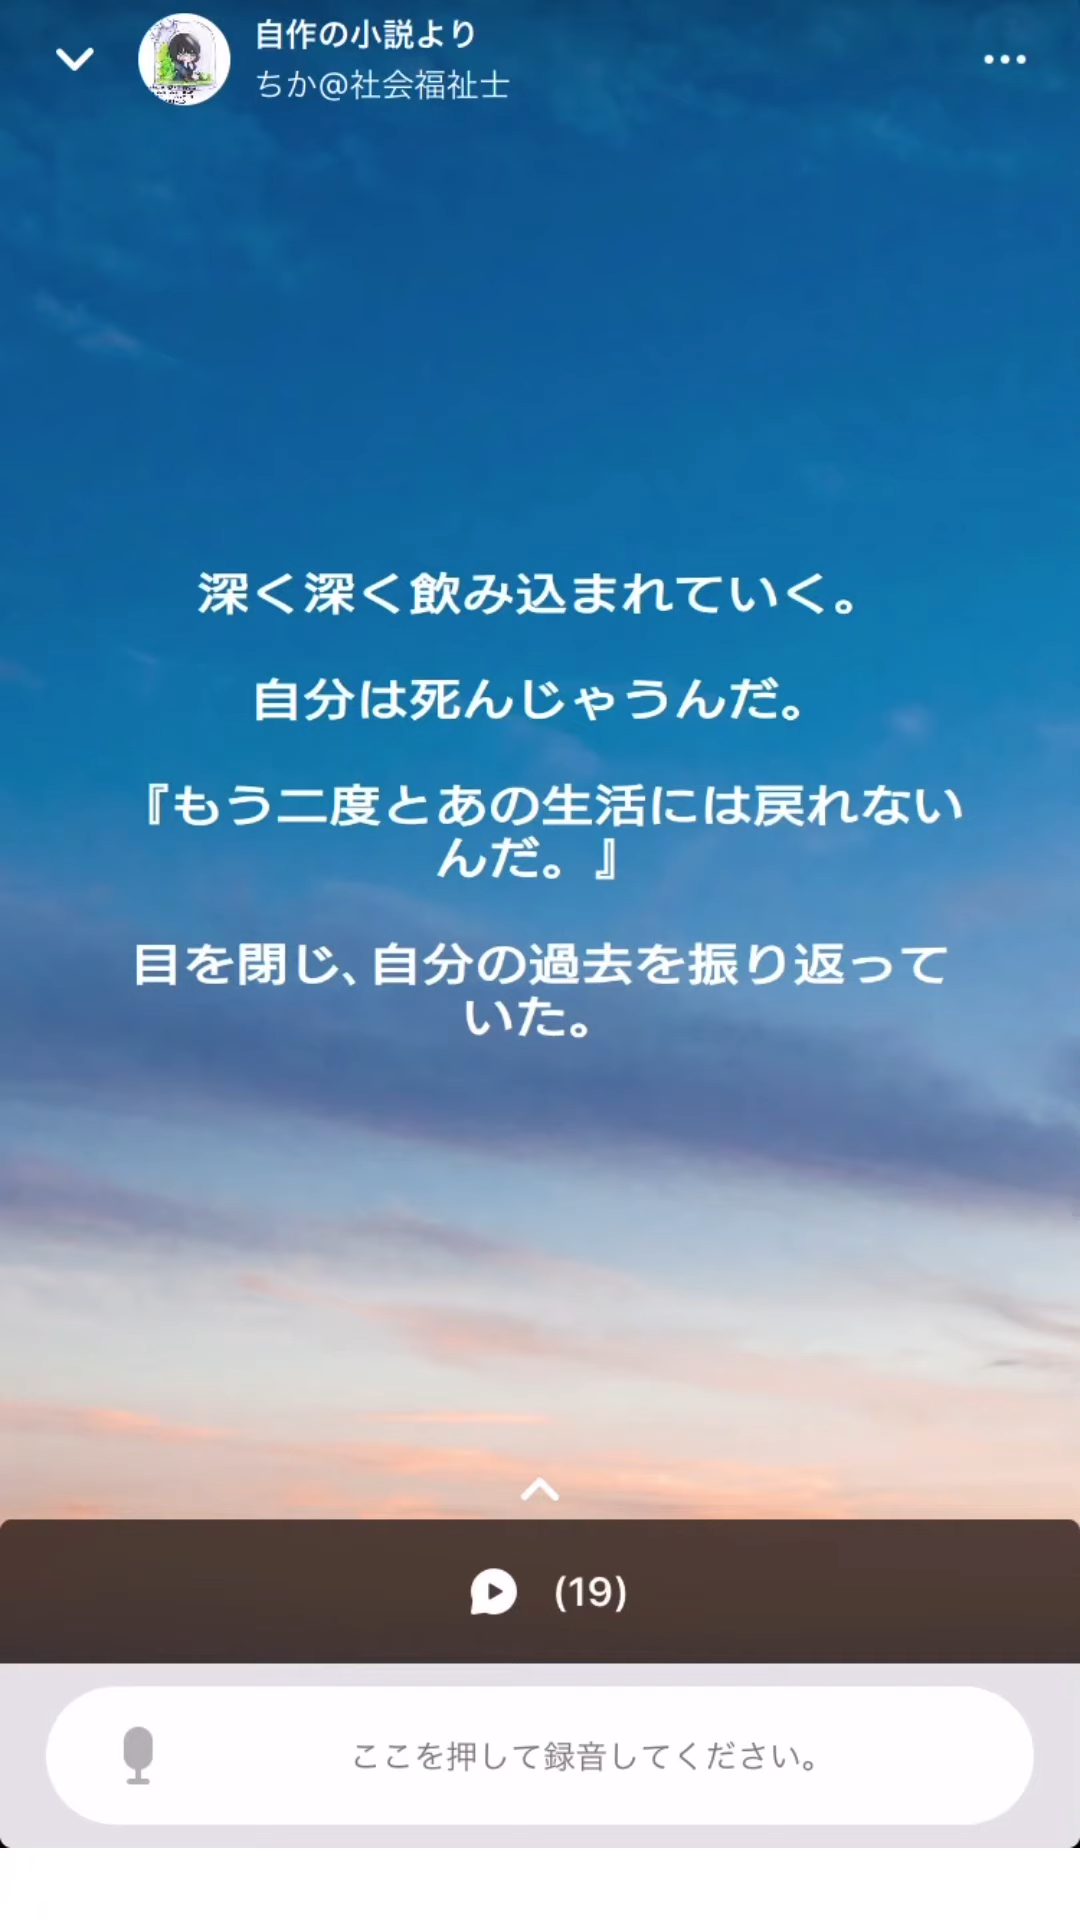 自作の小説より
ちか@社会福祉士
深く深く飲み込まれていく。
自分は死んじゃうんだ。
『もう二度とあの生活には戻れない
んだ。』
目を閉じ、自分の過去を振り返って
いた。
(19)
ここを押して録音してください。